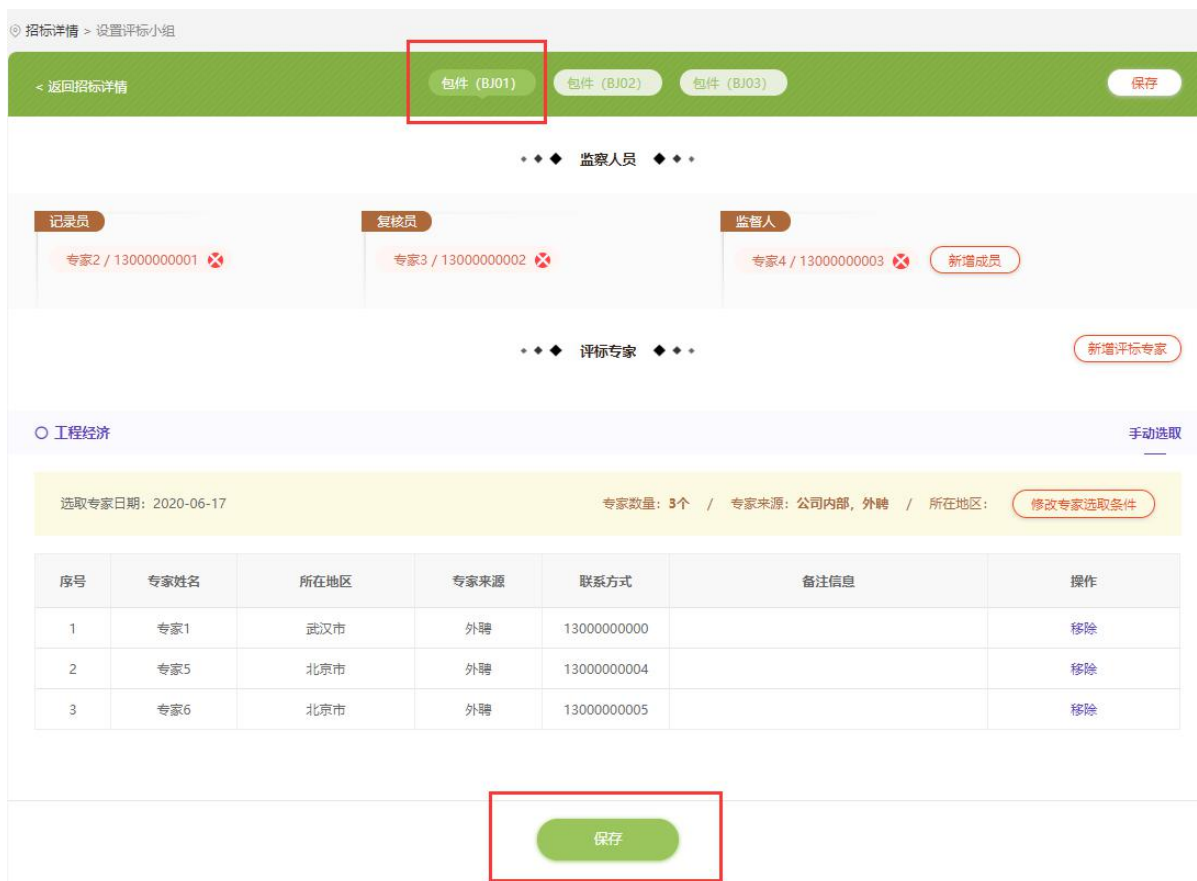 招标详情 > 设置评标小组
< 返回招标详情 包件（BJ01） 包件（BJ02） 包件（BJ03） 保存
监察人员
记录员 复核员 监督人
专家2 / 13000000001 专家3 / 13000000002 专家4 / 13000000003 新增成员
评标专家 新增评标专家
工程经济 手动选取
选取专家日期：2020-06-17 专家数量：3个 / 专家来源：公司内部，外聘 / 所在地区： 修改专家选取条件
序号 专家姓名 所在地区 专家来源 联系方式 备注信息 操作
1 专家1 武汉市 外聘 13000000000 移除
2 专家5 北京市 外聘 13000000004 移除
3 专家6 北京市 外聘 13000000005 移除
保存